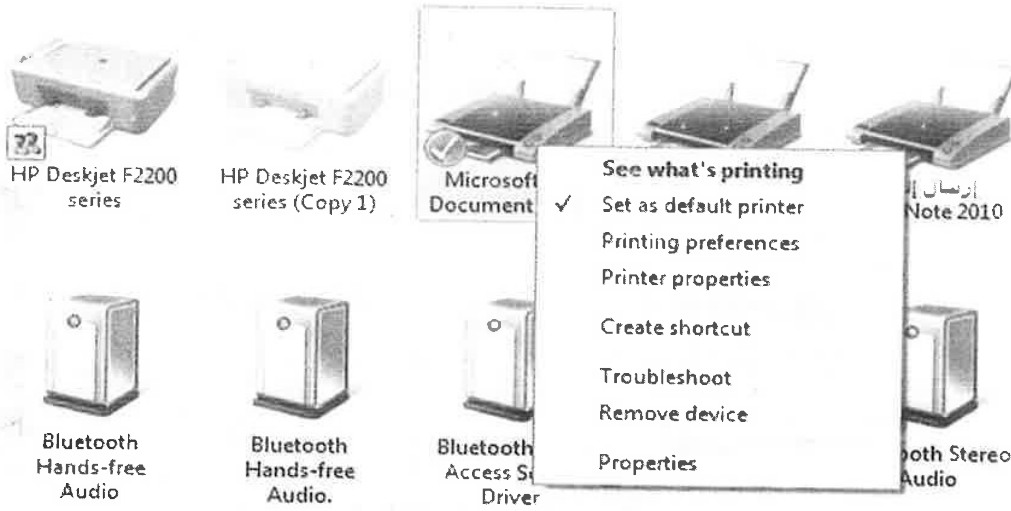 HP Deskjet F2200
series
HP Deskjet F2200
series (Copy 1)
Microsoft
Document
إرسال
Note 2010
See what's printing
✓ Set as default printer
Printing preferences
Printer properties
Create shortcut
Troubleshoot
Remove device
Properties
Bluetooth
Hands-free
Audio
Bluetooth
Hands-free
Audio.
Bluetooth
Access
Driver
Stereo
Audio